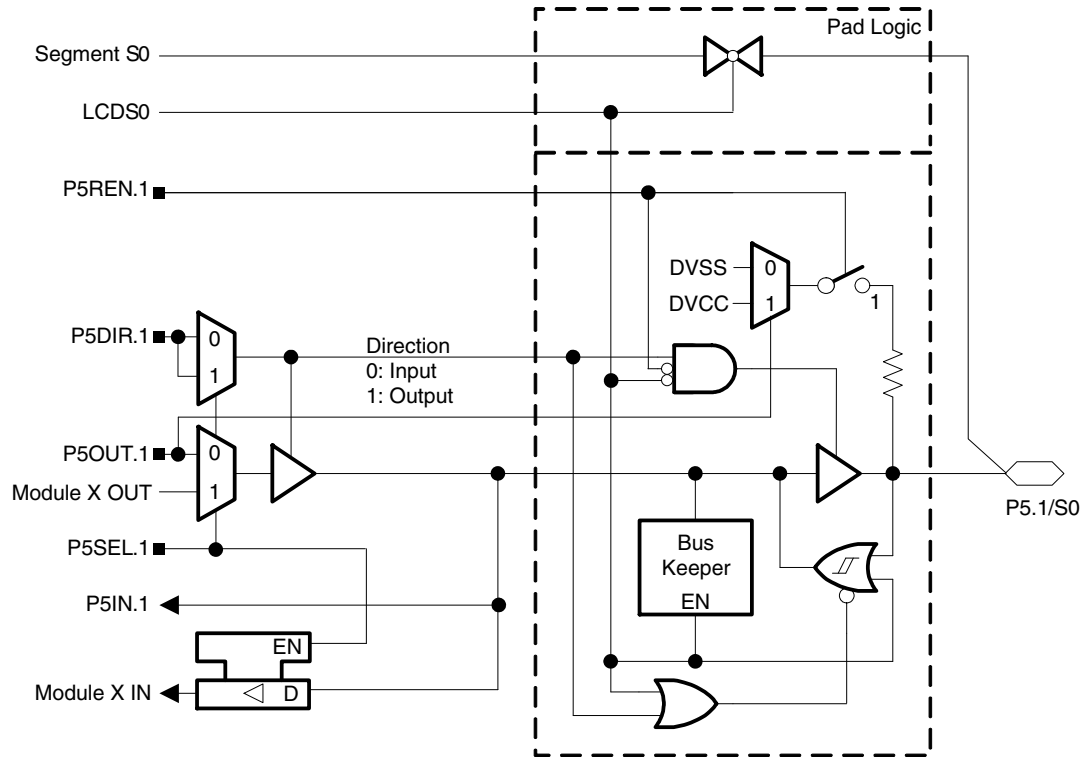 Pad Logic
Segment S0
LCDS0
P5REN.1
DVSS
0
DVCC
1
1
P5DIR.1
0
1
Direction
0: Input
1: Output
P5OUT.1
0
Module X OUT
1
P5.1/S0
P5SEL.1
Bus
Keeper
EN
P5IN.1
EN
Module X IN
D